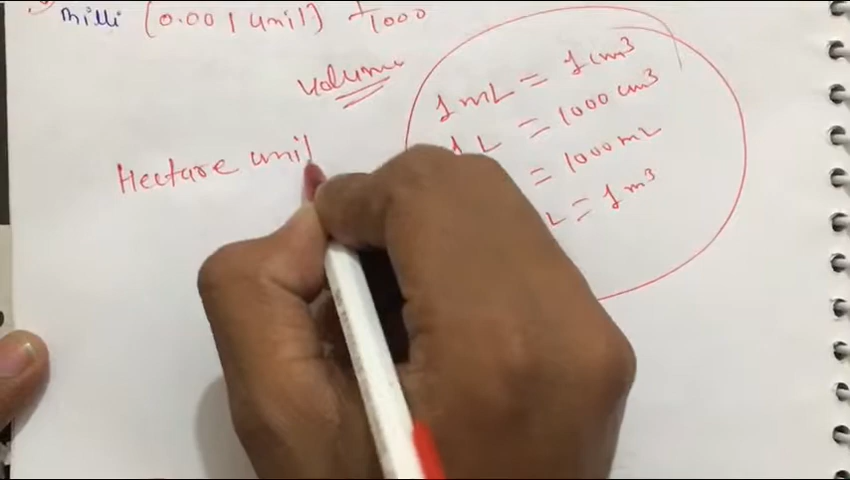 milli (0.001 unit) 1/1000
volume
1 mL = 1 cm³
1 L = 1000 cm³
= 1000 mL
L = 1 m³
Hectare unit